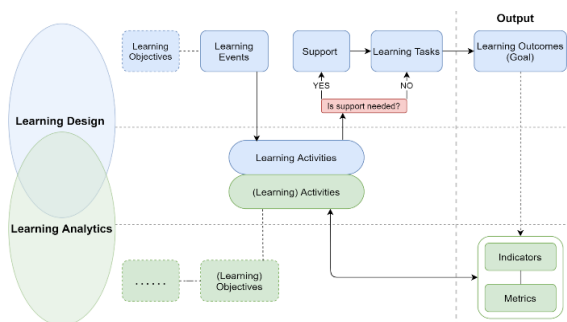 Output
Learning
Objectives
Learning
Events
Support
Learning Tasks
Learning Outcomes
(Goal)
YES
NO
Is support needed?
Learning Design
Learning Activities
(Learning) Activities
Learning Analytics
......
(Learning)
Objectives
Indicators
Metrics